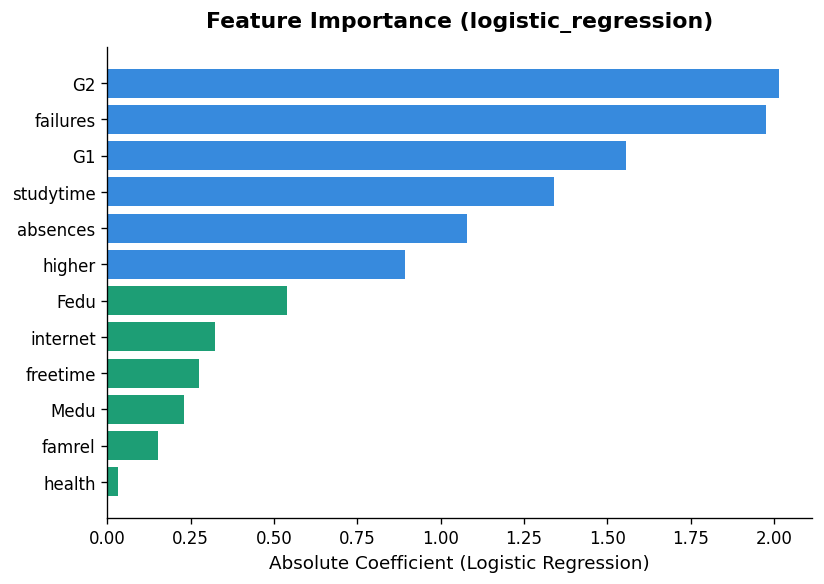 Feature Importance (logistic_regression)
G2
failures
G1
studytime
absences
higher
Fedu
internet
freetime
Medu
famrel
health
0.00 0.25 0.50 0.75 1.00 1.25 1.50 1.75 2.00
Absolute Coefficient (Logistic Regression)